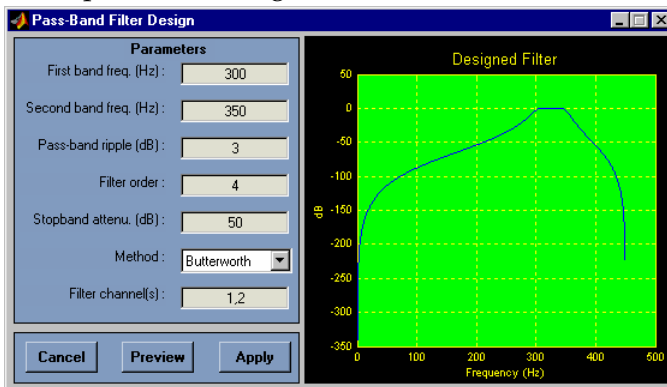 Pass-Band Filter Design
Parameters
First band freq. (Hz) : 300
Second band freq. (Hz) : 350
Pass-band ripple (dB) : 3
Filter order : 4
Stopband attenu. (dB) : 50
Method : Butterworth
Filter channel(s) : 1,2
Cancel Preview Apply
Designed Filter
50
0
-50
-100
-150
-200
-250
-300
-350
dB
0 100 200 300 400 500
Frequency (Hz)